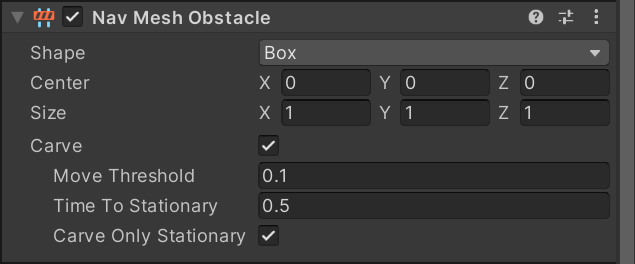 Nav Mesh Obstacle
Shape Box
Center X 0 Y 0 Z 0
Size X 1 Y 1 Z 1
Carve
Move Threshold 0.1
Time To Stationary 0.5
Carve Only Stationary